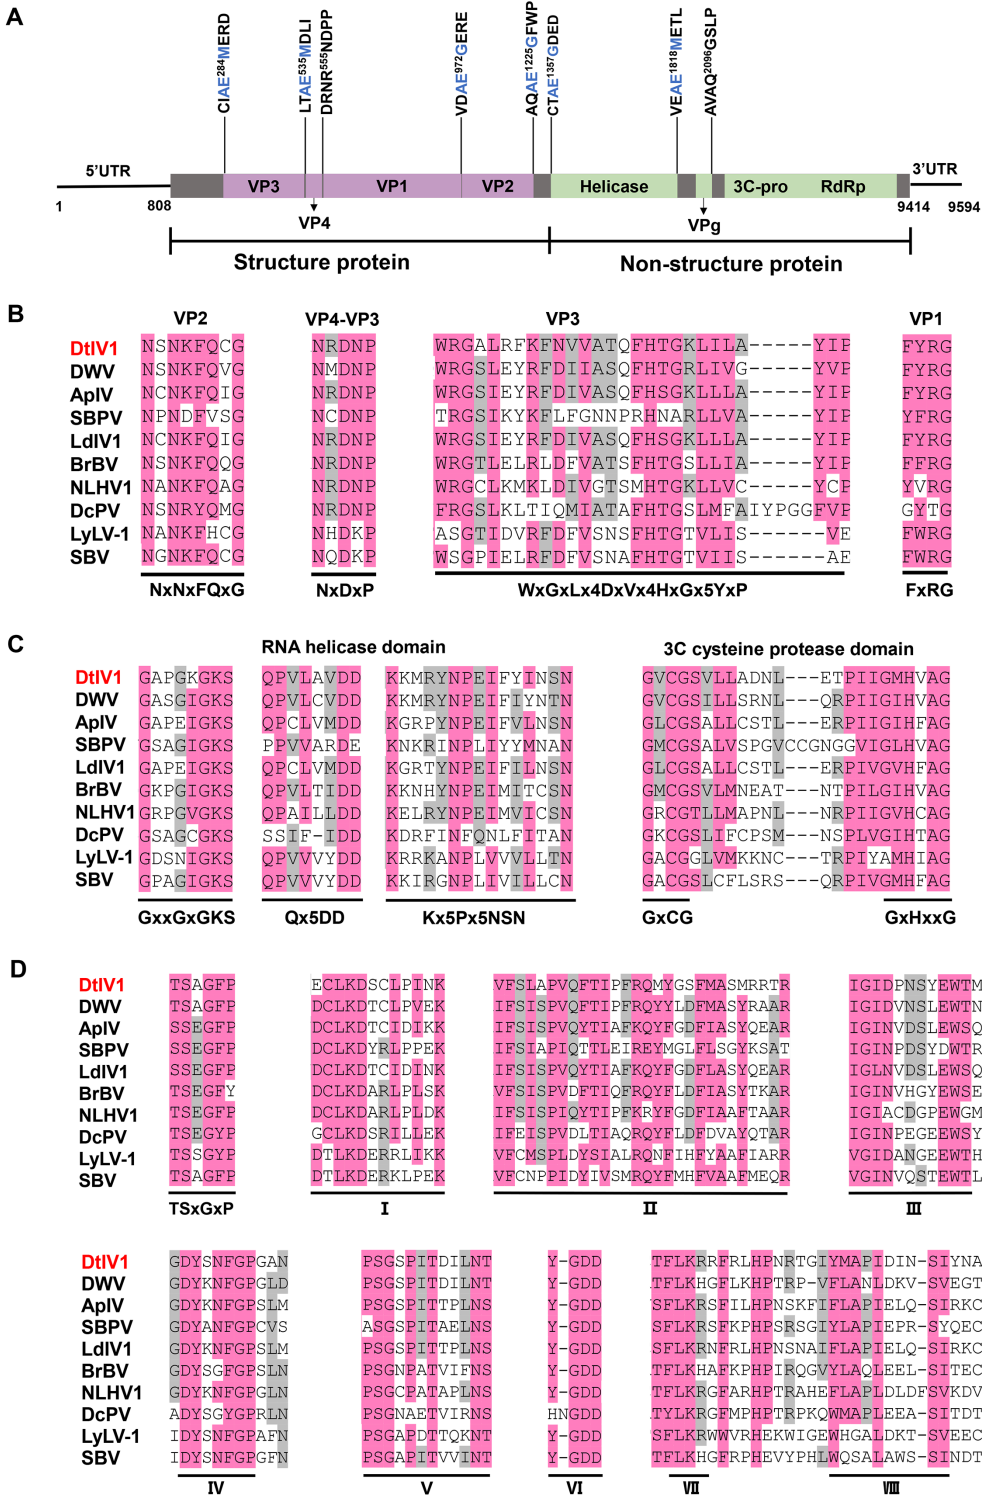 A
CIAE284MERD
LTAE535MDLI
DRNR555NDPP
VDAE972GERE
AQAE1225GFWP
CTAE1357GDED
VEAE1818METL
AVAQ2096GSLP
5'UTR
VP3 VP1 VP2 Helicase 3C-pro RdRp
3'UTR
1 808 9414 9594
VP4 VPg
Structure protein Non-structure protein
B
VP2 VP4-VP3 VP3 VP1
DtIV1 NSNKFQCG NRDNP WRGALRFKFNVVATQFHTGKLILA-----YIP FYRG
DWV NSNKFQVG NMDNP WRGSLEYRFDIIASQFHTGRLIVG-----YVP FYRG
ApIV NCNKFQIG NRDNP WRGSIEYRFDIVASQFHSGKLLLA-----YIP FYRG
SBPV NPNDFVSG NCDNP TRGSIKYKFLFGNNPRHNARLLVA-----YIP YFRG
LdIV1 NCNKFQIG NRDNP WRGSIEYRFDIVASQFHSGKLLLA-----YIP FYRG
BrBV NSNKFQQG NRDNP WRGTLELRLDFVATSFHTGSLLIA-----YIP FFRG
NLHV1 NANKFQAG NRDNP WRGCLKMKLDIVGTSMHTGKLLVC-----YCP YVRG
DcPV NSNRYQMG NRDNP FRGSLKLTIQMIATAFHTGSLMFAIYPGGFVP GYTG
LyLV-1 NANKFHCG NHDKP ASGTIDVRFDFVSNSFHTGTVLIS------VE FWRG
SBV NGNKFQCG NQDKP WSGPIELRFDFVSNAFHTGTVIIS------AE FWRG
NxNxFQxG NxDxP WxGxLx4DxVx4HxGx5YxP FxRG
C
RNA helicase domain 3C cysteine protease domain
DtIV1 GAPGKGKS QPVLAVDD KKMRYNPEIFYINSN GVCGSVLLADNL---ETPIIGMHVAG
DWV GASGIGKS QPVLCVDD KKMRYNPEIFIYNTN GVCGSILLSRNL---QRPIIGIHVAG
ApIV GAPEIGKS QPCLVMDD KGRPYNPEIFVLNSN GLCGSALLCSTL---ERPIIGIHFAG
SBPV GSAGIGKS PPVVARDE KNKRINPLIYYMNAN GMCGSALVSPGVCCGNGGVIGLHVAG
LdIV1 GAPEIGKS QPCLVMDD KGRTYNPEIFILNSN GLCGSALLCSTL---ERPIVGVHFAG
BrBV GKPGIGKS QPVLTIDD KKNHYNPEIMITCSN GMCGSVLMNEAT---NTPIIGIHVAG
NLHV1 GRPGVGKS QPAILLDD KELRYNPEIMVICSN GRCGTLLMAPNL---RPIIGVHCAG
DcPV GSAGCGKS SSIF-IDD KDRFINFQNLFITAN GKCGSLIFCPSM---NSPLVGIHTAG
LyLV-1 GDSNIGKS QPVVVYDD KRRKANPLVVVLLTN GACGGLVMKKNC---TRPIYAMHIAG
SBV GPAGIGKS QPVVVYDD KKIRGNPLIVILLCN GACGSLCFLSRS---QRPIVGMHFAG
GxxGxGKS Qx5DD Kx5Px5NSN GxCG GxHxxG
D
DtIV1 TSAGFP ECLKDSCLPINK VFSLAPVQFTIPFRQMYGSFMASMRRTR IGIDPNSYEWTM
DWV TSAGFP DCLKDTCLPVEK IFSISPVQFTIPFRQYYLDFMASYRAAR IGINVDSLEWTN
ApIV SSEGFP DCLKDTCIDIKK IFSISPVQYTIAFKQYFGDFIASYQEAR IGINVDSLEWSQ
SBPV SSEGFP DCLKDYRLPPEK IFSIAPIQTTLEIREYMGLFLSGYKSAT IGINPDSYDWTR
LdIV1 SSEGFP DCLKDTCIDINK IFSISPVQYTIAFKQYFGDFLASYQEAR IGLNVDSLEWSQ
BrBV TSEGFY DCLKDARLPLSK VFSISPVDFTIQFRQYFLDFIASYTKAR IGINVHGYEWSE
NLHV1 TSEGFP DCLKDARLPLDK IFSISPIQYTIPFKRYFGDFIAAFTAAR IGIACDGPEWGM
DcPV TSEGYP GCLKDSRILLEK IFEISPVDLTIAQRQYFLDFDVAYQTAR IGINPEGEEWSY
LyLV-1 TSSGYP DTLKDERRLIKK VFCMSPLDYSIALRQNFIHFYAAFIARR VGIDANGEEWTH
SBV TSAGFP DTLKDERKLPEK VFCNPPIDYIVSMRQYFMHFVAAFMEQR VGINVQSTEWTL
TSxGxP Ⅰ Ⅱ Ⅲ
DtIV1 GDYSNFGPGAN PSGSPITDILNT Y-GDD TFLKRRFRLHPNRTGIYMAPIDIN-SIYNA
DWV GDYKNFGPGLD PSGSPITDILNT Y-GDD TFLKHGFLKHPTRP-VFLANLDKV-SVEGT
ApIV GDYKNFGPSLM PSGSPITTPLNS Y-GDD SFLKRSFILHPNSKFIFLAPIELQ-SIRKC
SBPV GDYANFGPCVS ASGSPITAELNS Y-GDD SFLKRSFKPHPSRSGIYLAPIEPR-SYQEC
LdIV1 GDYKNFGPSLM PSGSPITTPLNS Y-GDD SFLKRNFRLHPNSNAIFLAPIELQ-SIRKC
BrBV GDYSGFGPSLN PSGNPATVIFNS Y-GDD TFLKHAFKPHPIRQGVYLAQLEEL-SITEC
NLHV1 GDYKNFGPGLN PSGCPATAPLNS Y-GDD TFLKRGFARHPTRAHEFLAPLDLDFSVKDV
DcPV ADYSGYGPRLN PSGNAETVIRNS HNGDD TYLKRGFMPHPTRPKQWMAPLEEA-SITDT
LyLV-1 IDYSNFGPAFN PSGAPDTTQKNT Y-GDD TFLKRWWVRHEKWIGEWHGALDKT-SVEEC
SBV IDYSNFGPGFN PSGAPITVVINT Y-GDD TFLKHGFRPHEVYPHLWQSALAWS-SINDT
Ⅳ Ⅴ Ⅵ Ⅶ Ⅷ